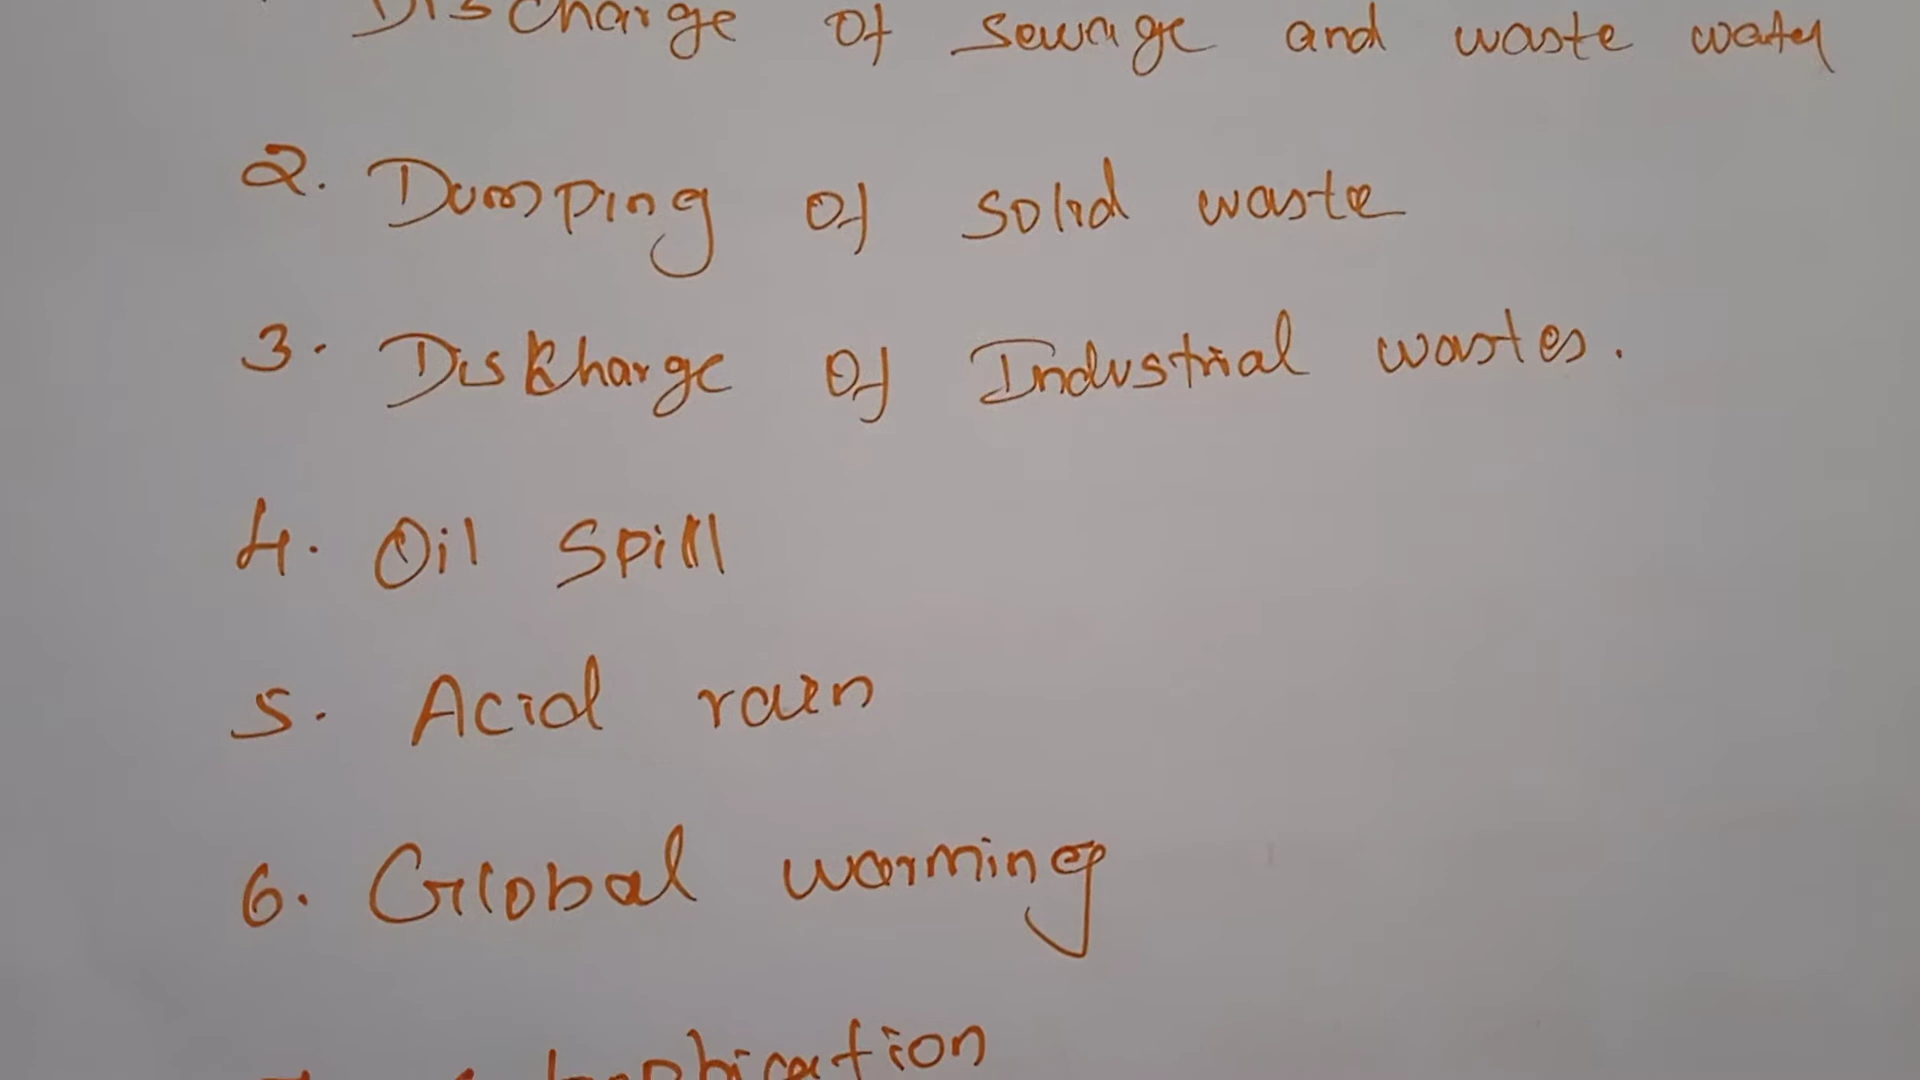 Discharge of sewage and waste water
2. Dumping of solid waste
3. Discharge of Industrial wastes.
4. Oil Spill
5. Acid rain
6. Global warming